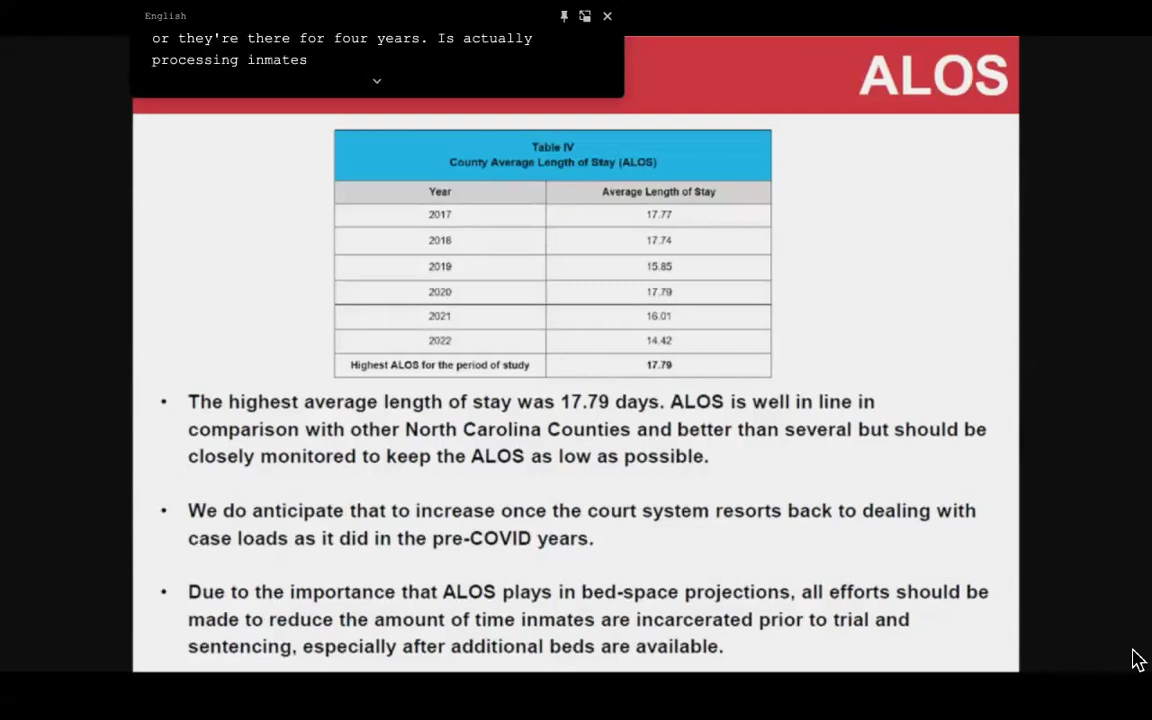 English
or they're there for four years. Is actually
processing inmates
ALOS
Table IV
County Average Length of Stay (ALOS)
Year Average Length of Stay
2017 17.77
2018 17.74
2019 15.85
2020 17.79
2021 16.01
2022 14.42
Highest ALOS for the period of study 17.79
• The highest average length of stay was 17.79 days. ALOS is well in line in
comparison with other North Carolina Counties and better than several but should be
closely monitored to keep the ALOS as low as possible.
• We do anticipate that to increase once the court system resorts back to dealing with
case loads as it did in the pre-COVID years.
• Due to the importance that ALOS plays in bed-space projections, all efforts should be
made to reduce the amount of time inmates are incarcerated prior to trial and
sentencing, especially after additional beds are available.